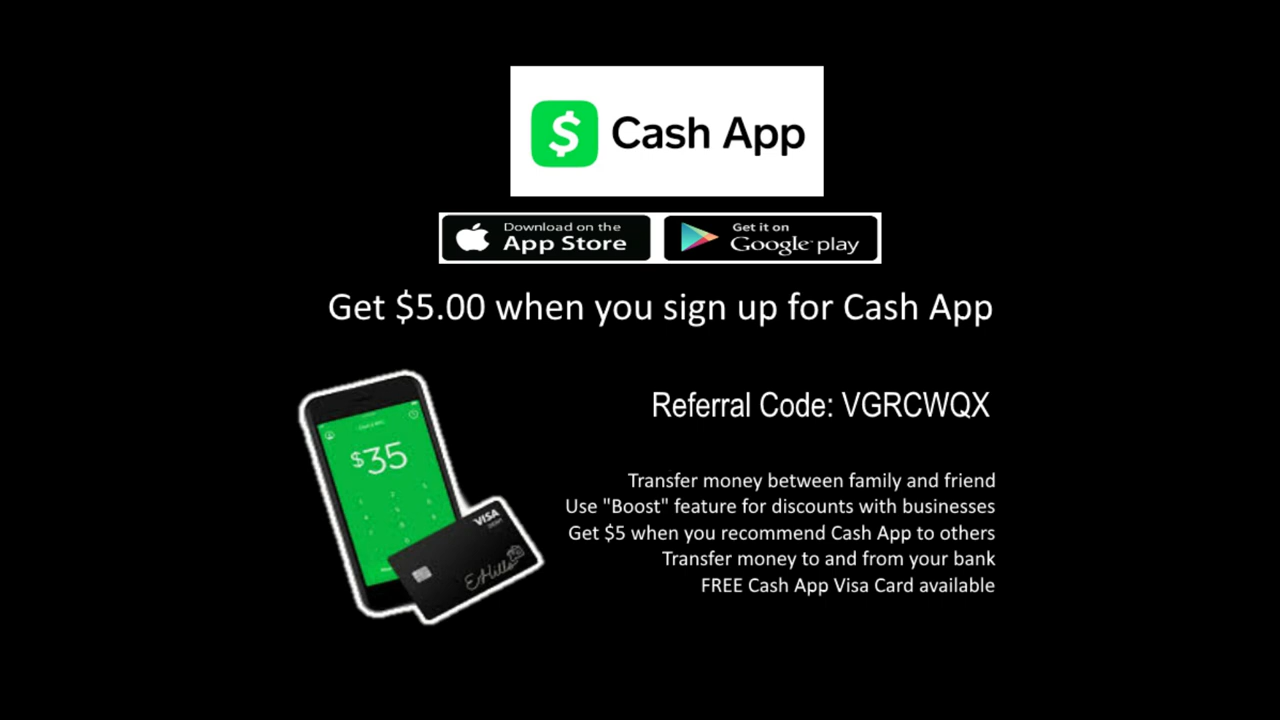 $ Cash App
Download on the
App Store
Get it on
Google play
Get $5.00 when you sign up for Cash App
Referral Code: VGRCWQX
$35
VISA
DEBIT
Transfer money between family and friend
Use "Boost" feature for discounts with businesses
Get $5 when you recommend Cash App to others
Transfer money to and from your bank
FREE Cash App Visa Card available